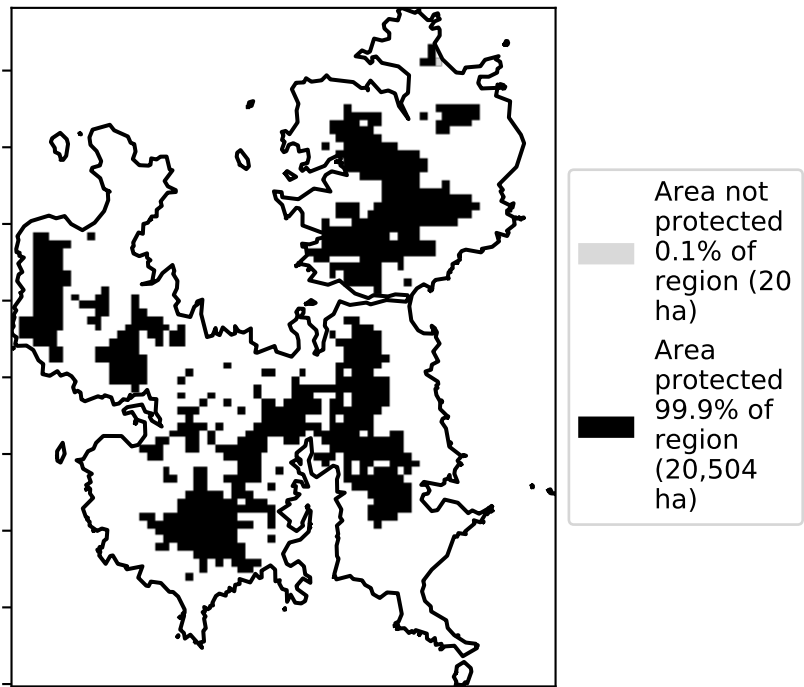 Area not
protected
0.1% of
region (20
ha)
Area
protected
99.9% of
region
(20,504
ha)